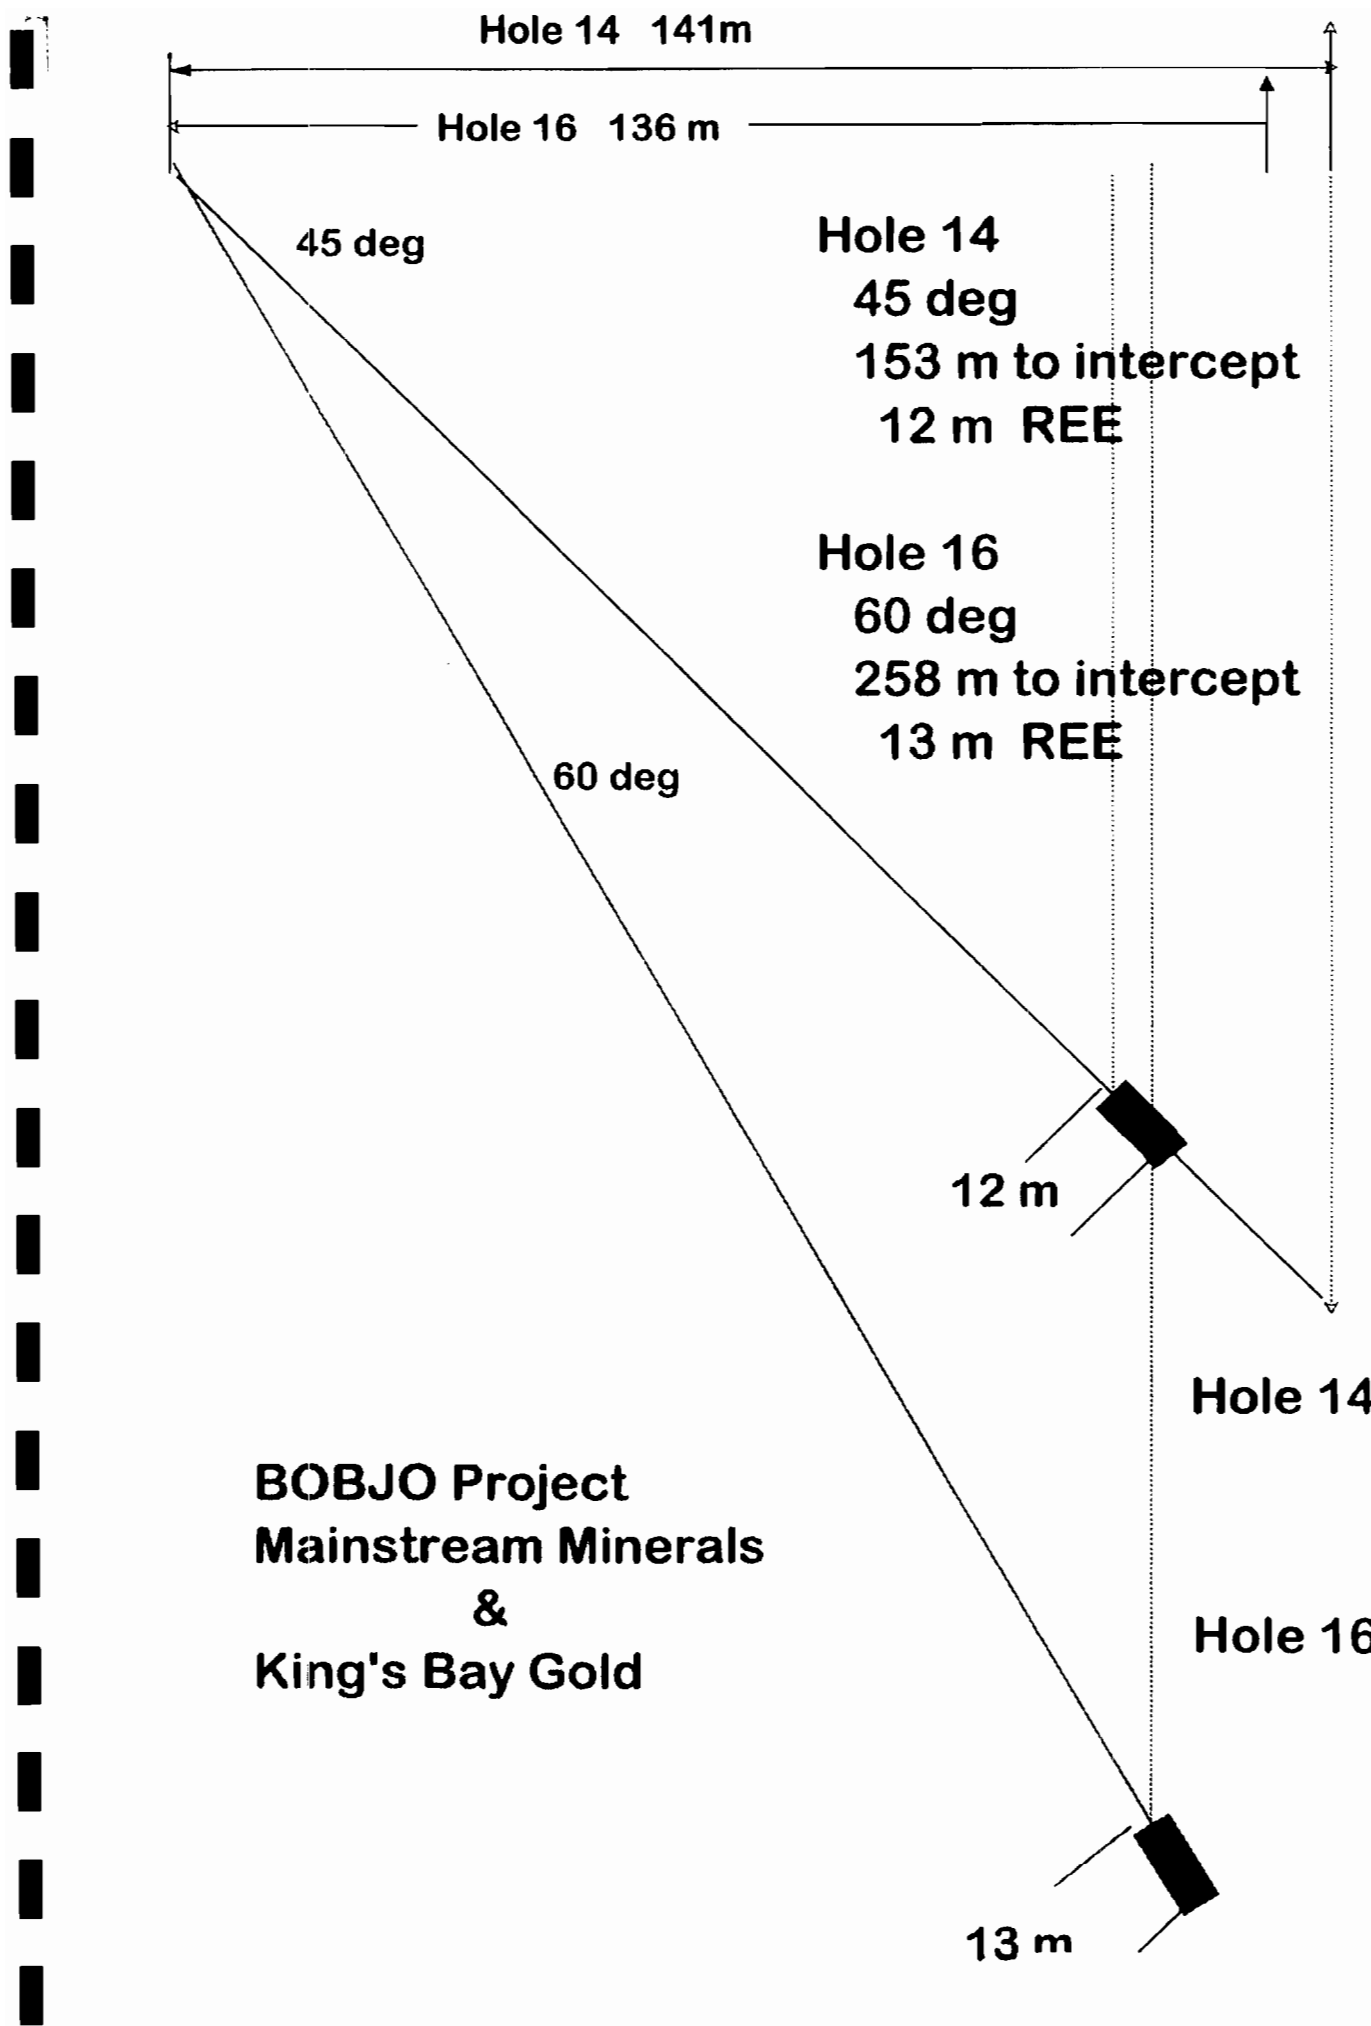 Hole 14 141m
Hole 16 136 m
45 deg
Hole 14
45 deg
153 m to intercept
12 m REE
Hole 16
60 deg
258 m to intercept
13 m REE
60 deg
12 m
Hole 14
BOBJO Project
Mainstream Minerals
&
King's Bay Gold
Hole 16
13 m